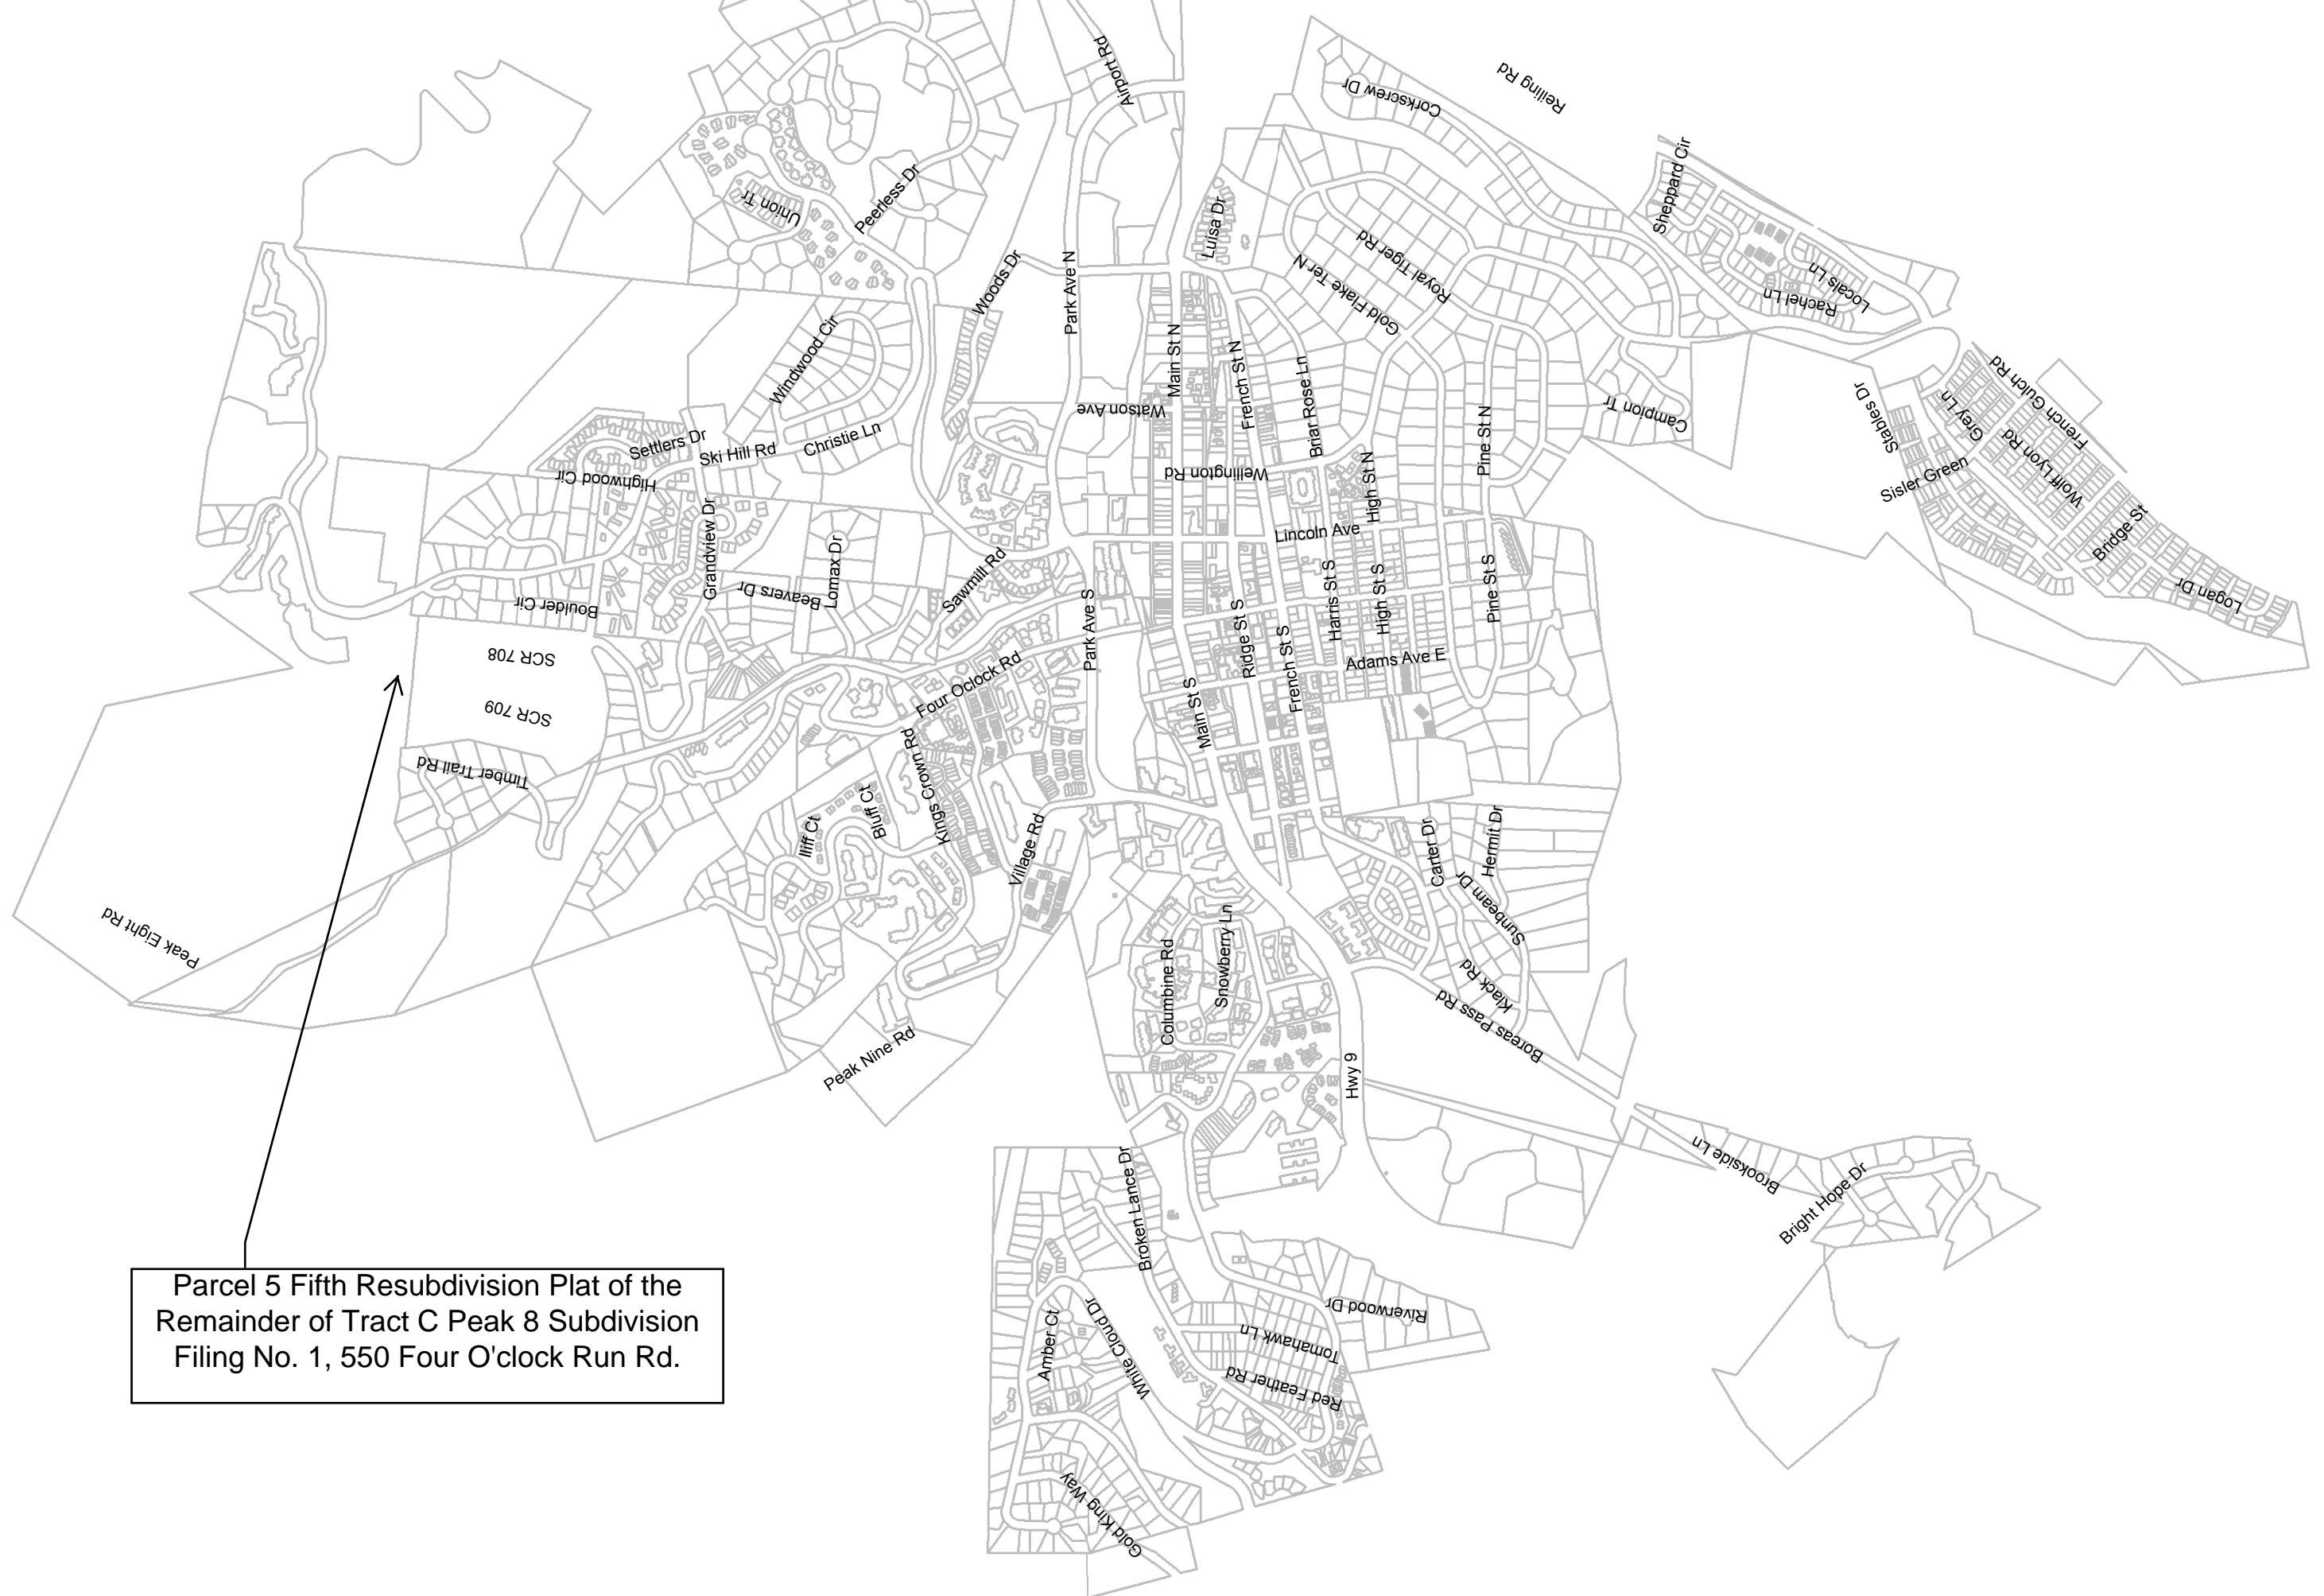 Airport Rd
Reiling Rd
Corkscrew Dr
Sheppard Cir
Peerless Dr
Union Tr
Luisa Dr
Royal Tiger Rd
Gold Flake Ter N
Woods Dr
Park Ave N
Locals Ln
Rachel Ln
Windwood Cir
Main St N
French St N
Briar Rose Ln
Watson Ave
Pine St N
Campion Tr
Stables Dr
Grey Ln
French Gulch Rd
Wolff Lyon Rd
Settlers Dr
Ski Hill Rd
Christie Ln
Highwood Cir
Wellington Rd
High St N
Sisler Green
Bridge St
Grandview Dr
Lomax Dr
Lincoln Ave
Sawmill Rd
Beavers Dr
Boulder Cir
Park Ave S
Ridge St S
French St S
Harris St S
High St S
Pine St S
Logan Dr
SCR 708
SCR 709
Four Oclock Rd
Adams Ave E
Main St S
Timber Trail Rd
Kings Crown Rd
Bluff Ct
Iliff Ct
Village Rd
Carter Dr
Hermit Dr
Sunbeam Dr
Peak Eight Rd
Columbine Rd
Snowberry Ln
Klack Rd
Boreas Pass Rd
Peak Nine Rd
Hwy 9
Brookside Ln
Bright Hope Dr
Broken Lance Dr
Parcel 5 Fifth Resubdivision Plat of the
Remainder of Tract C Peak 8 Subdivision
Filing No. 1, 550 Four O'clock Run Rd.
Amber Ct
White Cloud Dr
Riverwood Dr
Tomahawk Ln
Red Feather Rd
Gold King Way